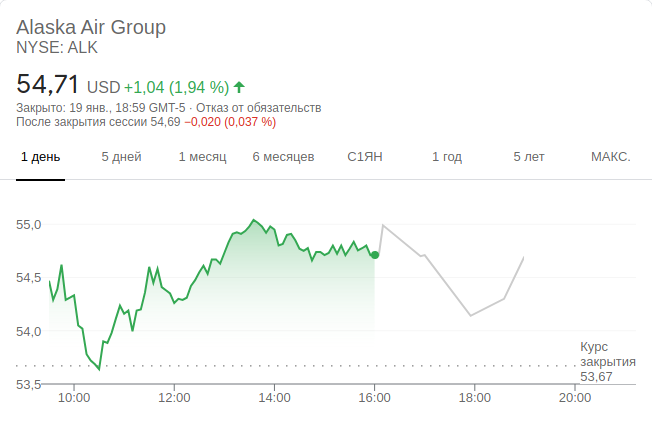 Alaska Air Group
NYSE: ALK
54,71 USD +1,04 (1,94 %)
Закрыто: 19 янв., 18:59 GMT-5 · Отказ от обязательств
После закрытия сессии 54,69 −0,020 (0,037 %)
1 день 5 дней 1 месяц 6 месяцев С1ЯН 1 год 5 лет МАКС.
55,0
54,5
54,0
Курс
закрытия
53,67
53,5
10:00 12:00 14:00 16:00 18:00 20:00